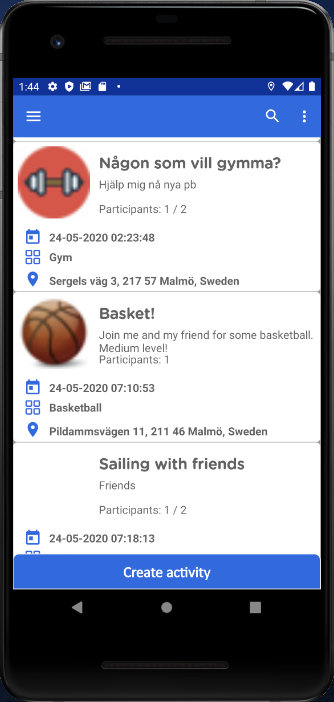 1:44
Någon som vill gymma?
Hjälp mig nå nya pb
Participants: 1 / 2
24-05-2020 02:23:48
Gym
Sergels väg 3, 217 57 Malmö, Sweden
Basket!
Join me and my friend for some basketball.
Medium level!
Participants: 1
24-05-2020 07:10:53
Basketball
Pildammsvägen 11, 211 46 Malmö, Sweden
Sailing with friends
Friends
Participants: 1 / 2
24-05-2020 07:18:13
Create activity